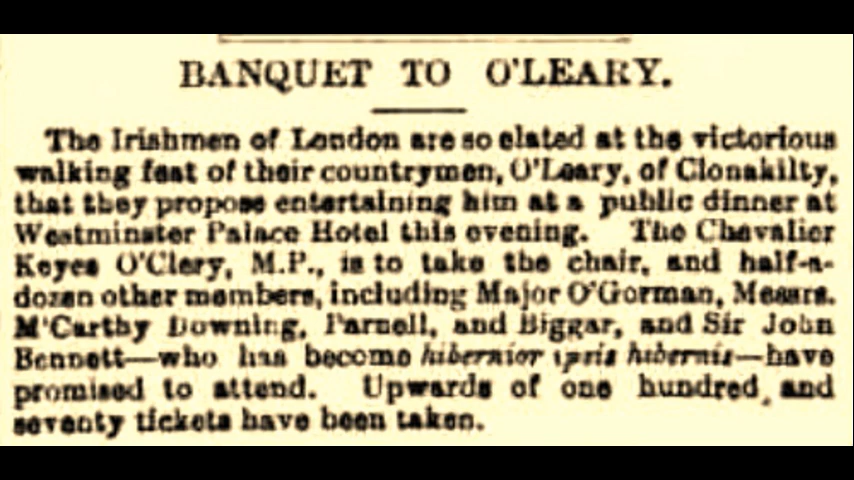 BANQUET TO O'LEARY.
The Irishmen of London are so elated at the victorious
walking feat of their countrymen, O'Leary, of Clonakilty,
that they propose entertaining him at a public dinner at
Westminster Palace Hotel this evening. The Chevalier
Keyes O'Clery, M.P., is to take the chair, and half-a-
dozen other members, including Major O'Gorman, Messrs.
M'Carthy Downing, Parnell, and Biggar, and Sir John
Bennett—who has become hibernior ipsis hibernis—have
promised to attend. Upwards of one hundred and
seventy tickets have been taken.